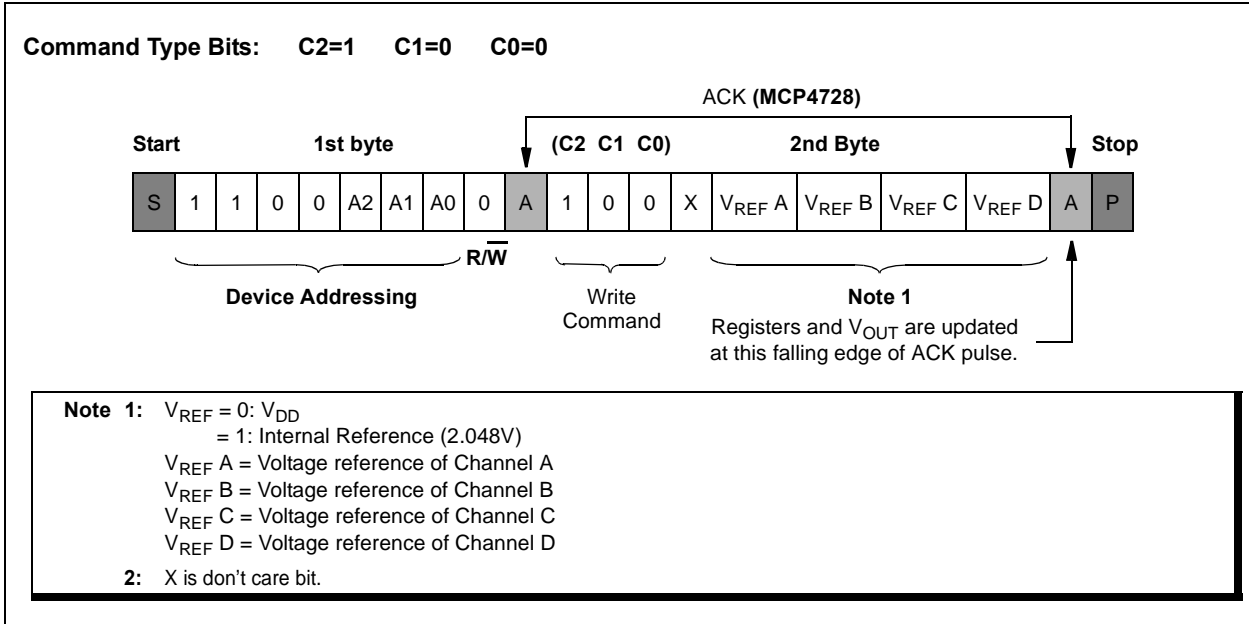 Command Type Bits: C2=1 C1=0 C0=0
ACK (MCP4728)
Start 1st byte (C2 C1 C0) 2nd Byte Stop
S 1 1 0 0 A2 A1 A0 0 A 1 0 0 X VREF A VREF B VREF C VREF D A P
R/W̅
Device Addressing Write Note 1
Command Registers and VOUT are updated
at this falling edge of ACK pulse.
Note 1: VREF = 0: VDD
= 1: Internal Reference (2.048V)
VREF A = Voltage reference of Channel A
VREF B = Voltage reference of Channel B
VREF C = Voltage reference of Channel C
VREF D = Voltage reference of Channel D
2: X is don't care bit.